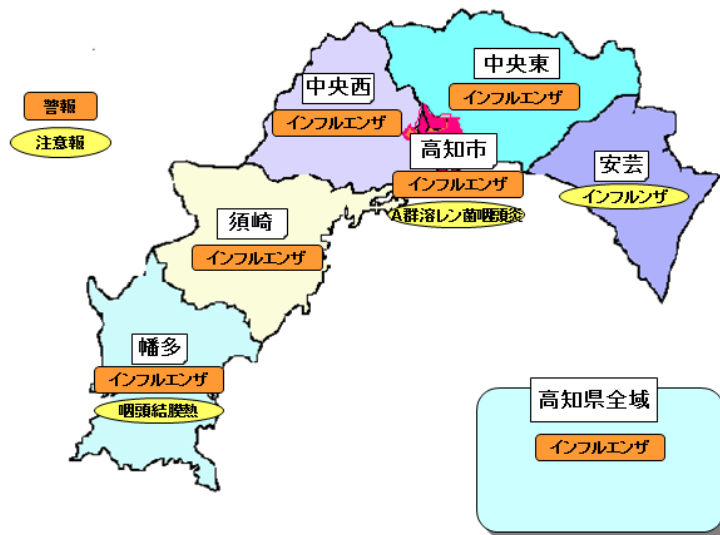 中央東
インフルエンザ
中央西
インフルエンザ
警報
注意報
高知市
インフルエンザ
A群溶レン菌咽頭炎
安芸
インフルンザ
須崎
インフルエンザ
幡多
インフルエンザ
咽頭結膜熱
高知県全域
インフルエンザ